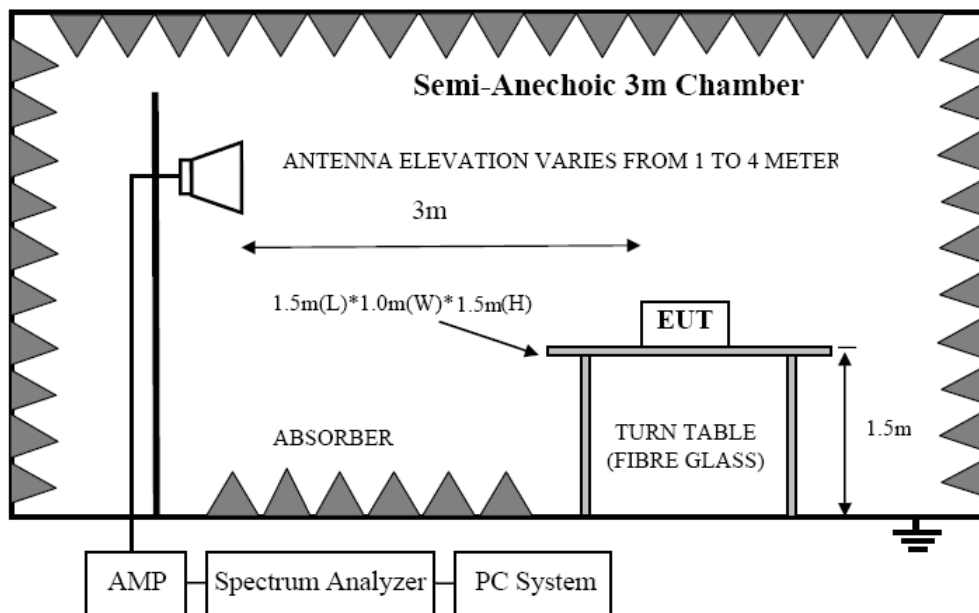 Semi-Anechoic 3m Chamber
ANTENNA ELEVATION VARIES FROM 1 TO 4 METER
3m
1.5m(L)*1.0m(W)*1.5m(H)
EUT
1.5m
ABSORBER
TURN TABLE
(FIBRE GLASS)
AMP
Spectrum Analyzer
PC System